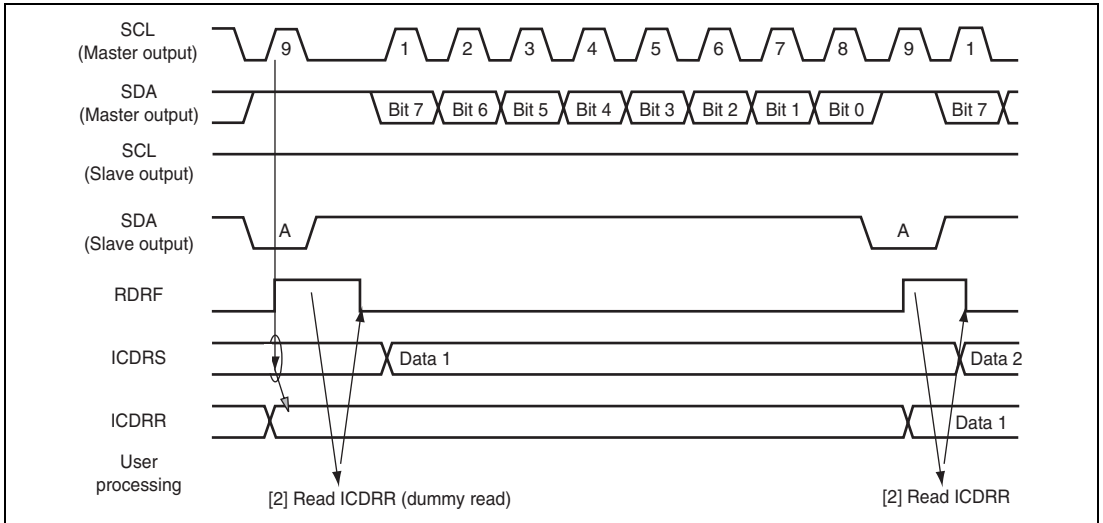 SCL
(Master output)
9 1 2 3 4 5 6 7 8 9 1
SDA
(Master output)
Bit 7 Bit 6 Bit 5 Bit 4 Bit 3 Bit 2 Bit 1 Bit 0 Bit 7
SCL
(Slave output)
SDA
(Slave output)
A A
RDRF
ICDRS
Data 1 Data 2
ICDRR
Data 1
User
processing
[2] Read ICDRR (dummy read) [2] Read ICDRR